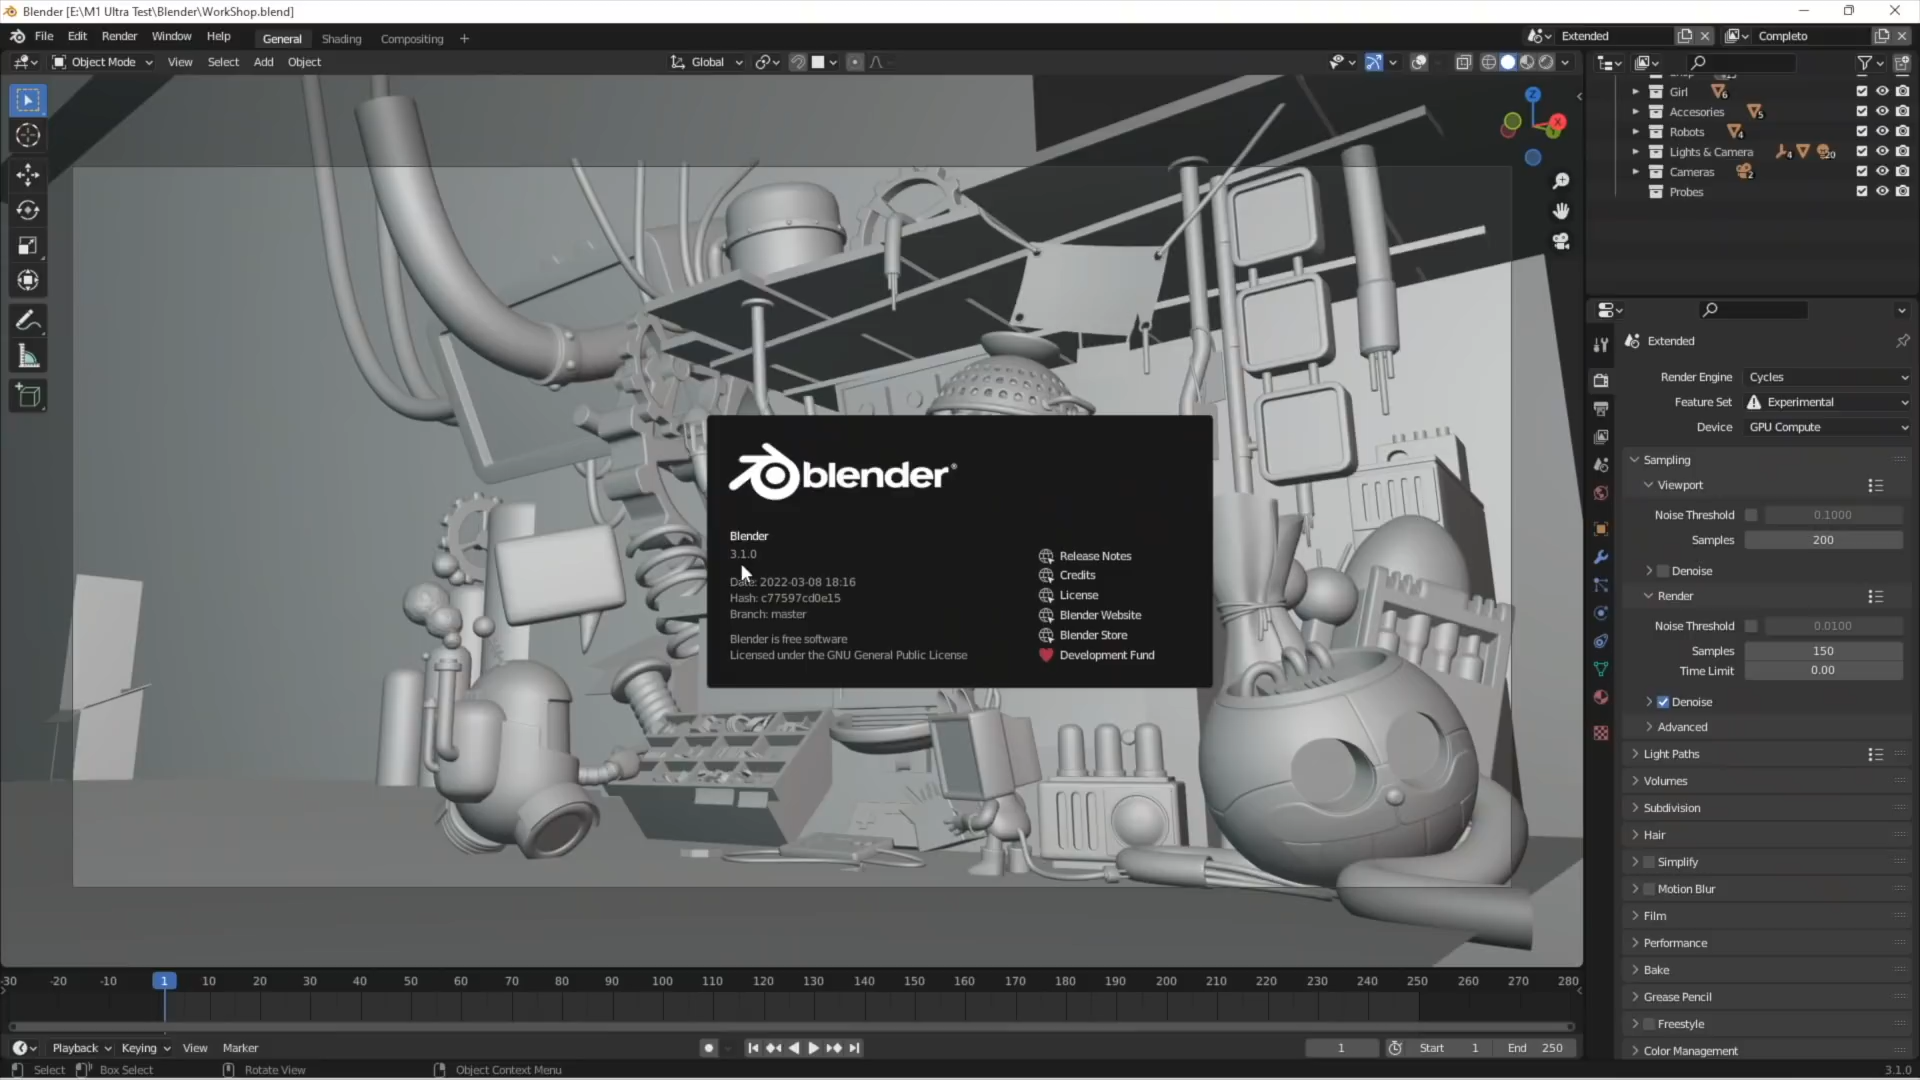 Blender [E:\M1 Ultra Test\Blender\WorkShop.blend]
File Edit Render Window Help General Shading Compositing + Extended Completo
Object Mode View Select Add Object Global
Girl 6
Accesories 5
Robots 4
Lights & Camera 4 20
Cameras 2
Probes
Z
X
Extended
Render Engine Cycles
Feature Set Experimental
Device GPU Compute
Sampling
Viewport
Noise Threshold 0.1000
Samples 200
Denoise
Render
Noise Threshold 0.0100
Samples 150
Time Limit 0.00
Denoise
Advanced
Light Paths
Volumes
Subdivision
Hair
Simplify
Motion Blur
Film
Performance
Bake
Grease Pencil
Freestyle
Color Management
blender®
Blender
3.1.0
Date: 2022-03-08 18:16
Hash: c77597cd0e15
Branch: master
Blender is free software
Licensed under the GNU General Public License
Release Notes
Credits
License
Blender Website
Blender Store
Development Fund
-30 -20 -10 1 10 20 30 40 50 60 70 80 90 100 110 120 130 140 150 160 170 180 190 200 210 220 230 240 250 260 270 280
Playback Keying View Marker 1 Start 1 End 250
Select Box Select Rotate View Object Context Menu 3.1.0